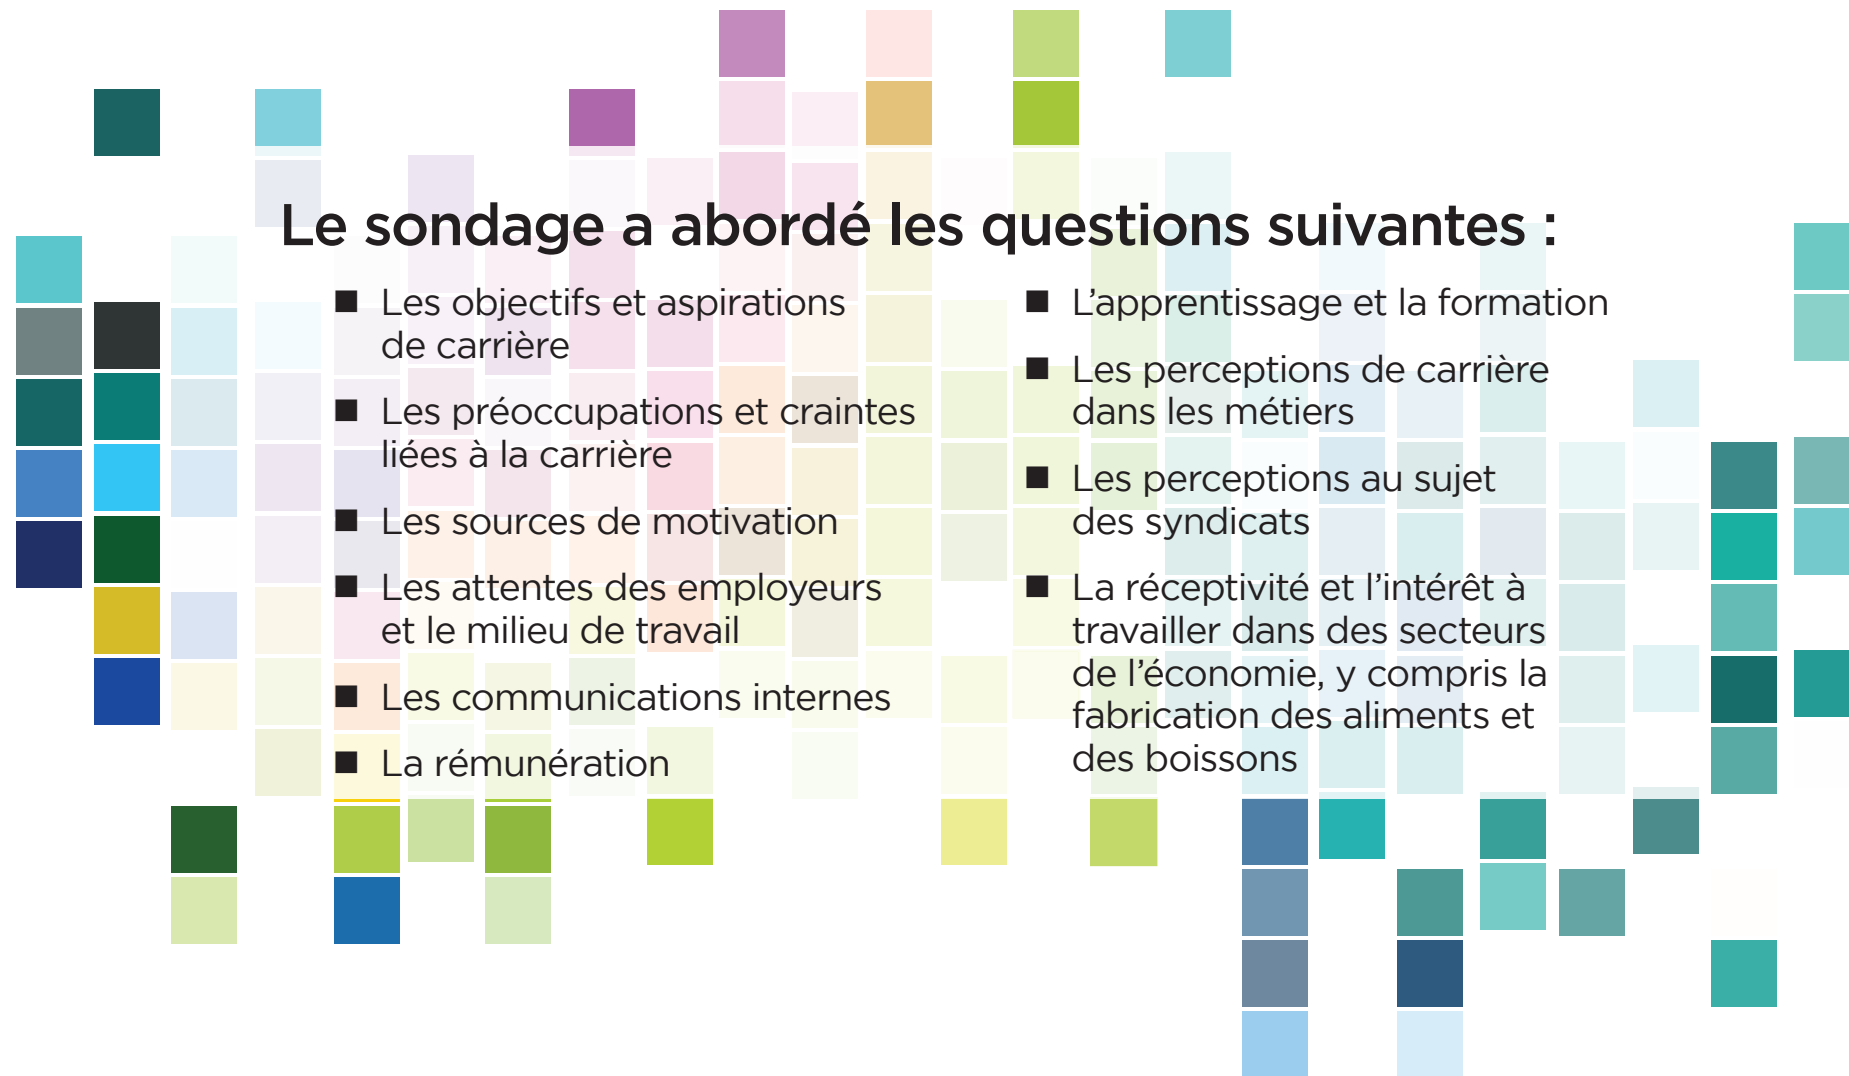 Le sondage a abordé les questions suivantes :
■ Les objectifs et aspirations
de carrière
■ Les préoccupations et craintes
liées à la carrière
■ Les sources de motivation
■ Les attentes des employeurs
et le milieu de travail
■ Les communications internes
■ La rémunération
■ L’apprentissage et la formation
■ Les perceptions de carrière
dans les métiers
■ Les perceptions au sujet
des syndicats
■ La réceptivité et l’intérêt à
travailler dans des secteurs
de l’économie, y compris la
fabrication des aliments et
des boissons